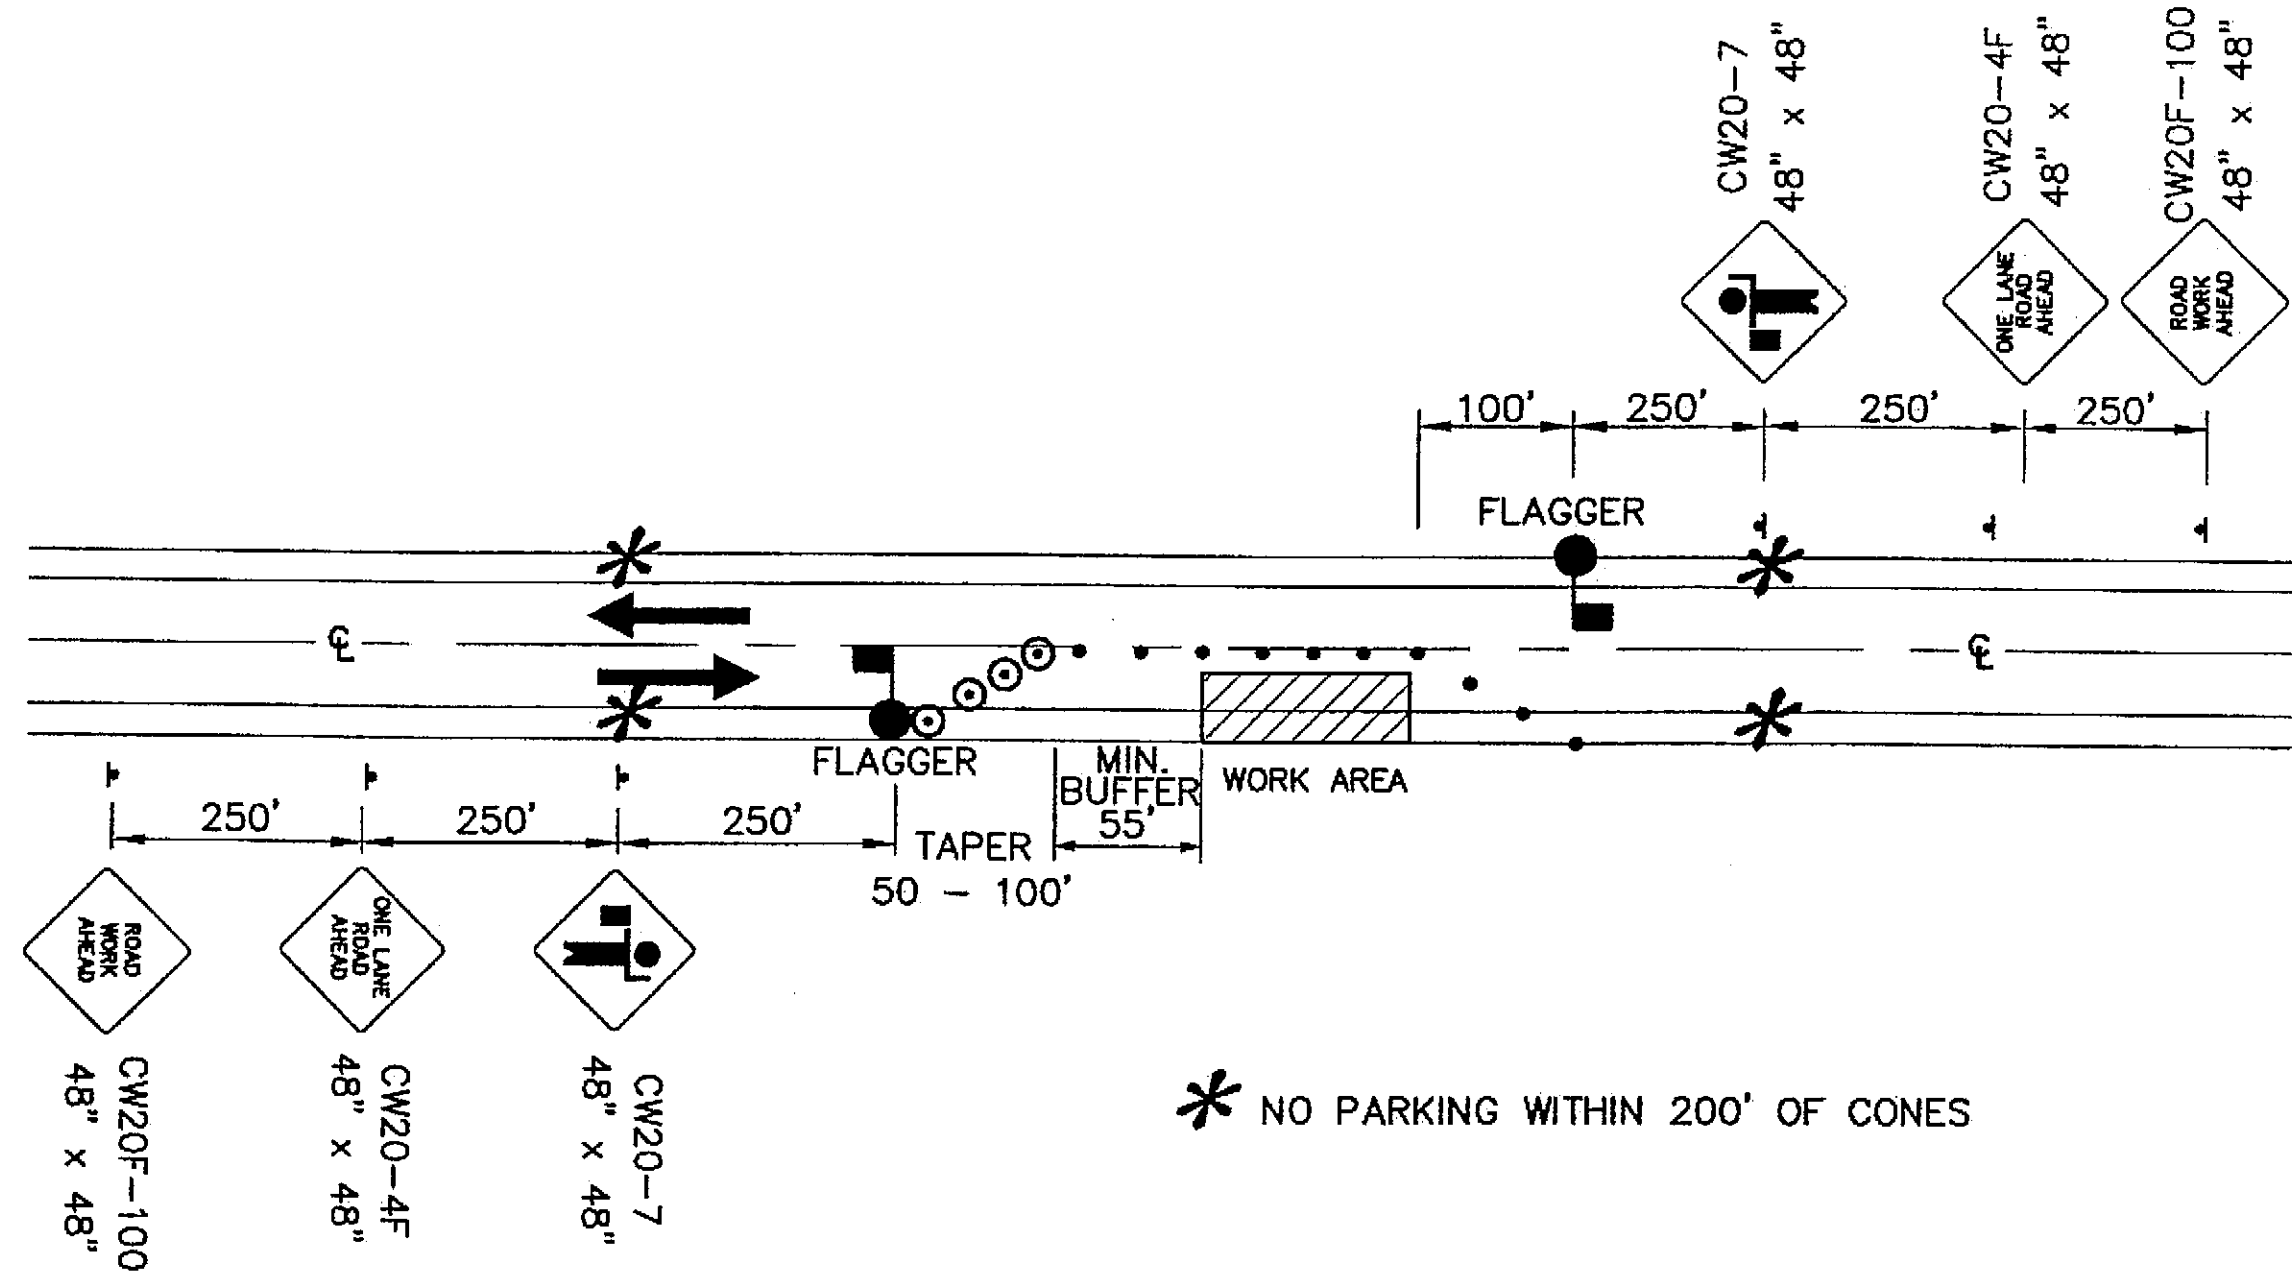 CW20-7
48" x 48"
CW20-4F
48" x 48"
CW20F-100
48" x 48"
ONE LANE
ROAD
AHEAD
ROAD
WORK
AHEAD
100'
250'
250'
250'
FLAGGER
℄
℄
FLAGGER
MIN.
BUFFER
55'
WORK AREA
250'
250'
250'
TAPER
50 - 100'
ROAD
WORK
AHEAD
ONE LANE
ROAD
AHEAD
CW20F-100
48" x 48"
CW20-4F
48" x 48"
CW20-7
48" x 48"
NO PARKING WITHIN 200' OF CONES